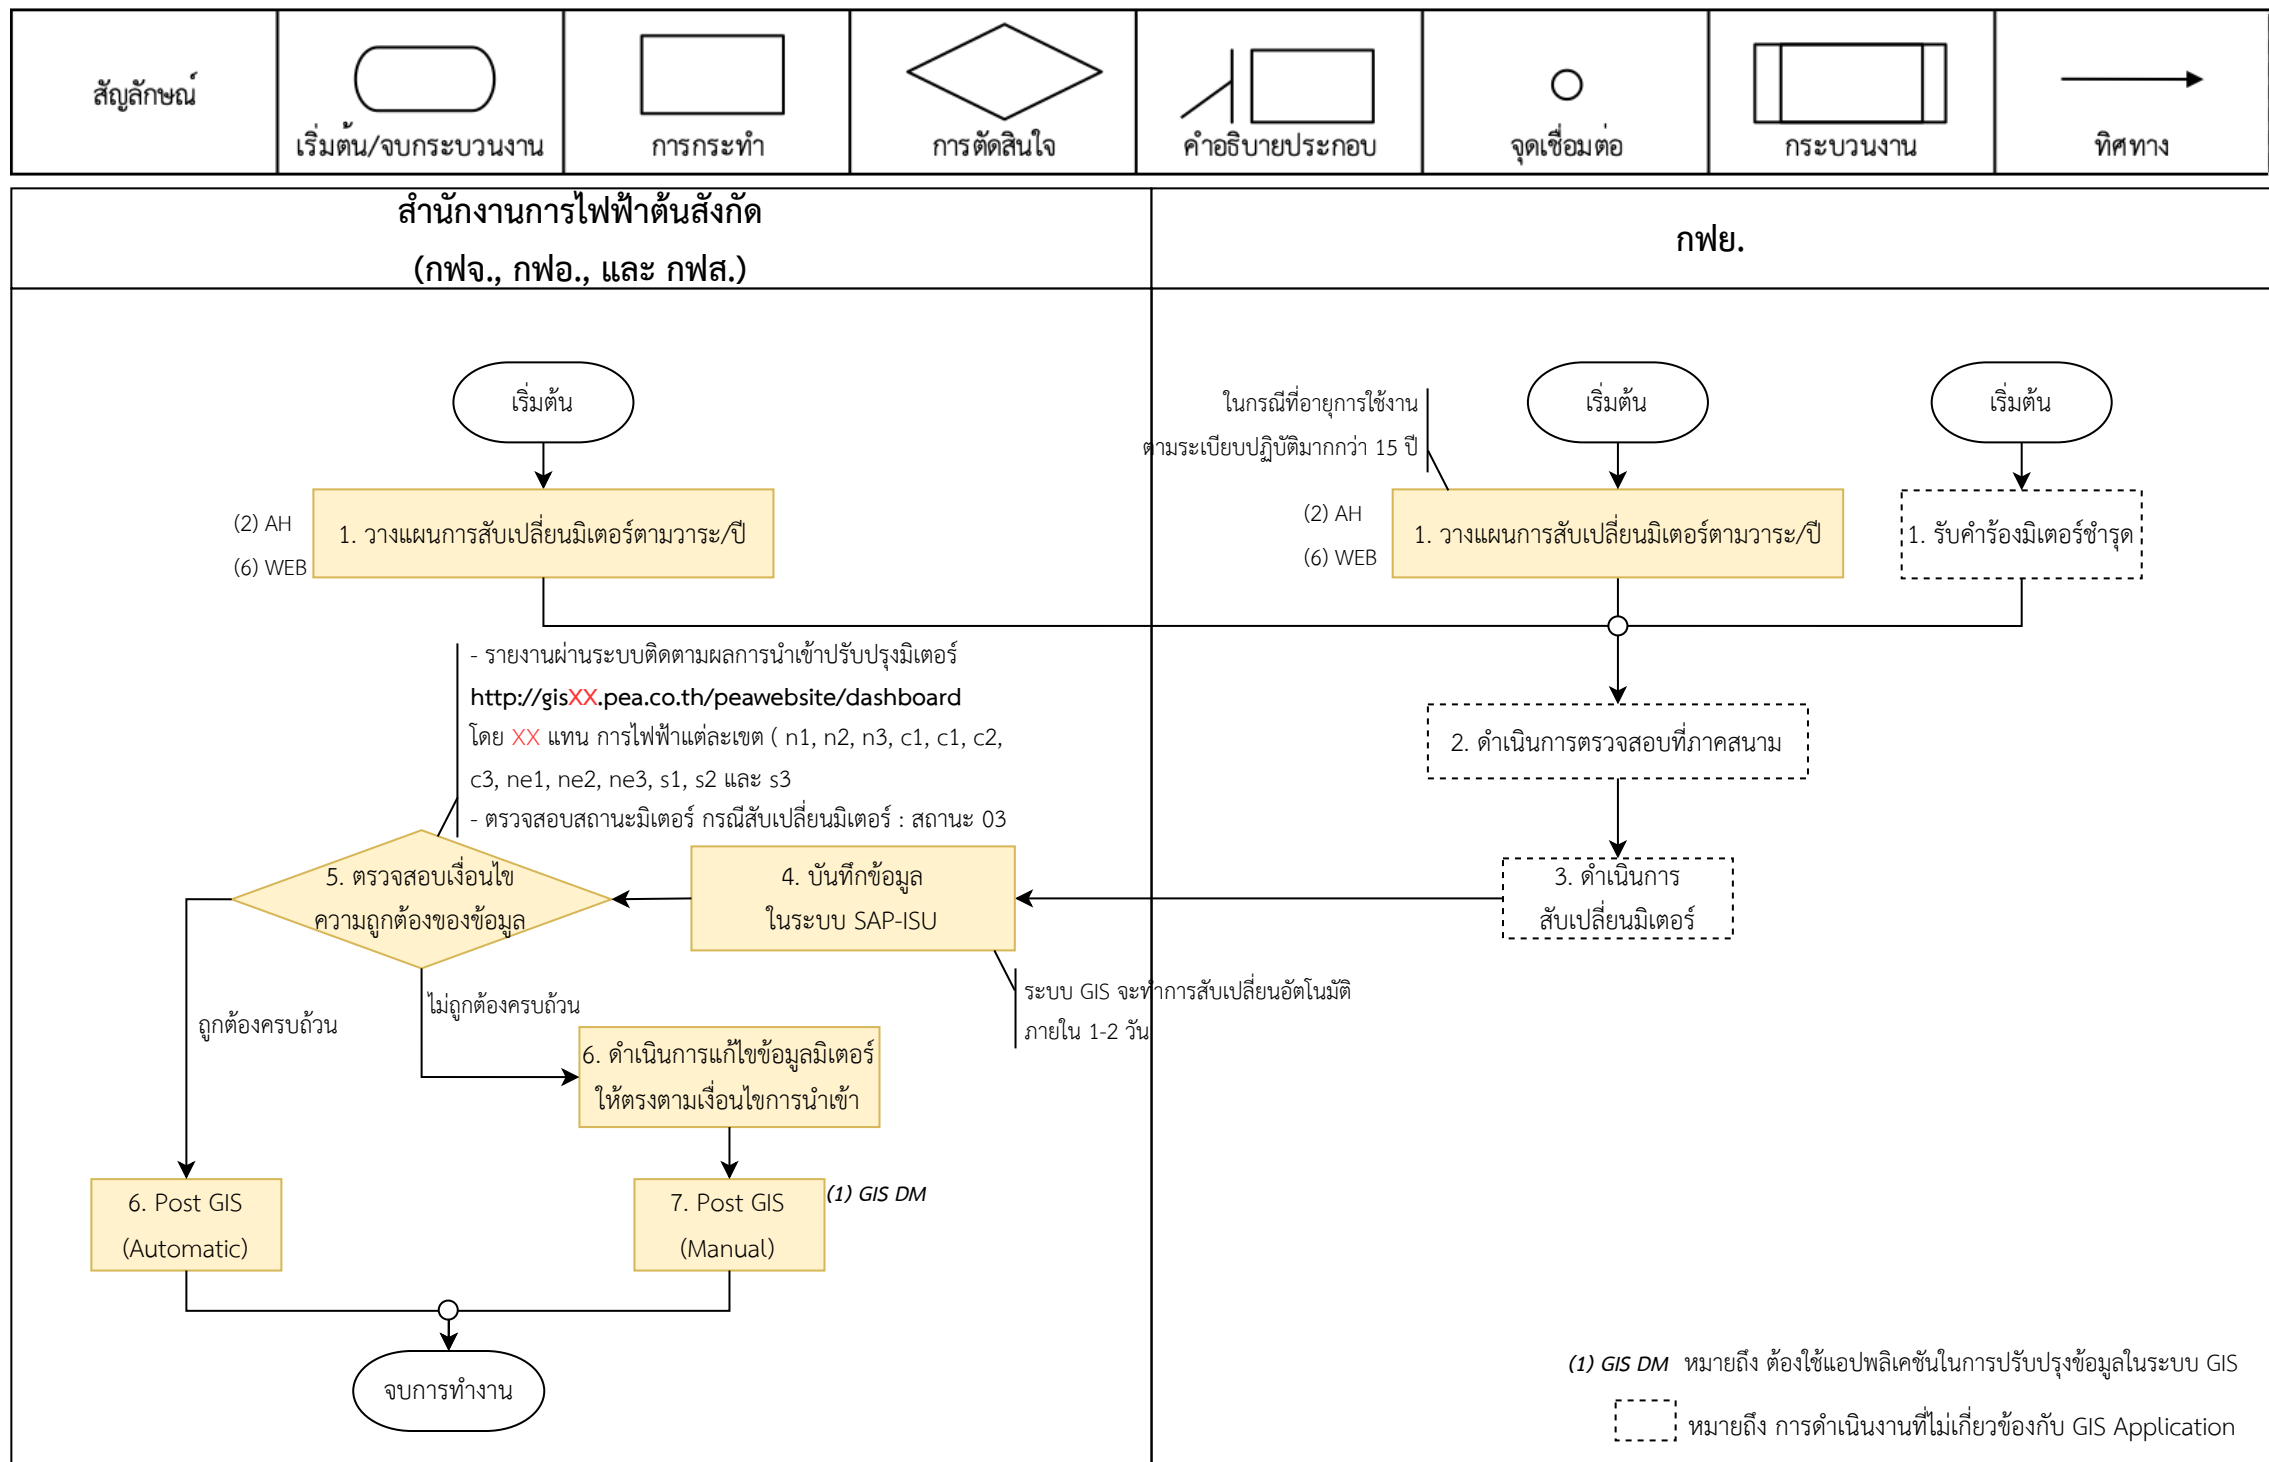 สัญลักษณ์
เริ่มต้น/จบกระบวนงาน
การกระทำ
การตัดสินใจ
คำอธิบายประกอบ
จุดเชื่อมต่อ
กระบวนงาน
ทิศทาง
สำนักงานการไฟฟ้าต้นสังกัด
(กฟจ., กฟอ., และ กฟส.)
กฟย.
เริ่มต้น
(2) AH
(6) WEB
1. วางแผนการสับเปลี่ยนมิเตอร์ตามวาระ/ปี
ในกรณีที่อายุการใช้งาน
ตามระเบียบปฏิบัติมากกว่า 15 ปี
เริ่มต้น
เริ่มต้น
(2) AH
(6) WEB
1. วางแผนการสับเปลี่ยนมิเตอร์ตามวาระ/ปี
1. รับคำร้องมิเตอร์ชำรุด
- รายงานผ่านระบบติดตามผลการนำเข้าปรับปรุงมิเตอร์
http://gisXX.pea.co.th/peawebsite/dashboard
โดย XX แทน การไฟฟ้าแต่ละเขต ( n1, n2, n3, c1, c1, c2,
c3, ne1, ne2, ne3, s1, s2 และ s3
- ตรวจสอบสถานะมิเตอร์ กรณีสับเปลี่ยนมิเตอร์ : สถานะ 03
2. ดำเนินการตรวจสอบที่ภาคสนาม
3. ดำเนินการ
สับเปลี่ยนมิเตอร์
4. บันทึกข้อมูล
ในระบบ SAP-ISU
5. ตรวจสอบเงื่อนไข
ความถูกต้องของข้อมูล
ระบบ GIS จะทำการสับเปลี่ยนอัตโนมัติ
ภายใน 1-2 วัน
ถูกต้องครบถ้วน
ไม่ถูกต้องครบถ้วน
6. ดำเนินการแก้ไขข้อมูลมิเตอร์
ให้ตรงตามเงื่อนไขการนำเข้า
6. Post GIS
(Automatic)
7. Post GIS
(Manual)
(1) GIS DM
จบการทำงาน
(1) GIS DM หมายถึง ต้องใช้แอปพลิเคชันในการปรับปรุงข้อมูลในระบบ GIS
หมายถึง การดำเนินงานที่ไม่เกี่ยวข้องกับ GIS Application